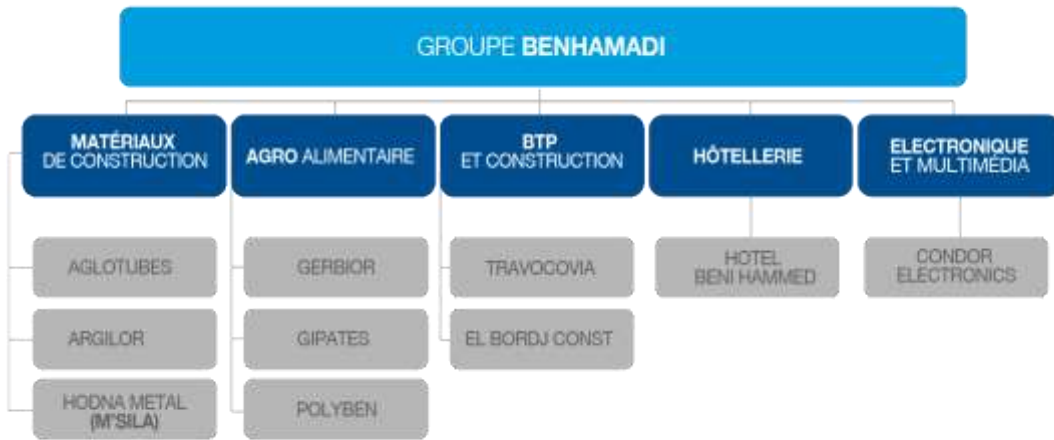 GROUPE BENHAMADI
MATÉRIAUX
DE CONSTRUCTION
AGRO ALIMENTAIRE
BTP
ET CONSTRUCTION
HÔTELLERIE
ELECTRONIQUE
ET MULTIMÉDIA
AGLOTUBES
GERBIOR
TRAVOCOVIA
HOTEL
BENI HAMMED
CONDOR
ELECTRONICS
ARGILOR
GIPATES
EL BORDJ CONST
HODNA METAL
(M'SILA)
POLYBEN